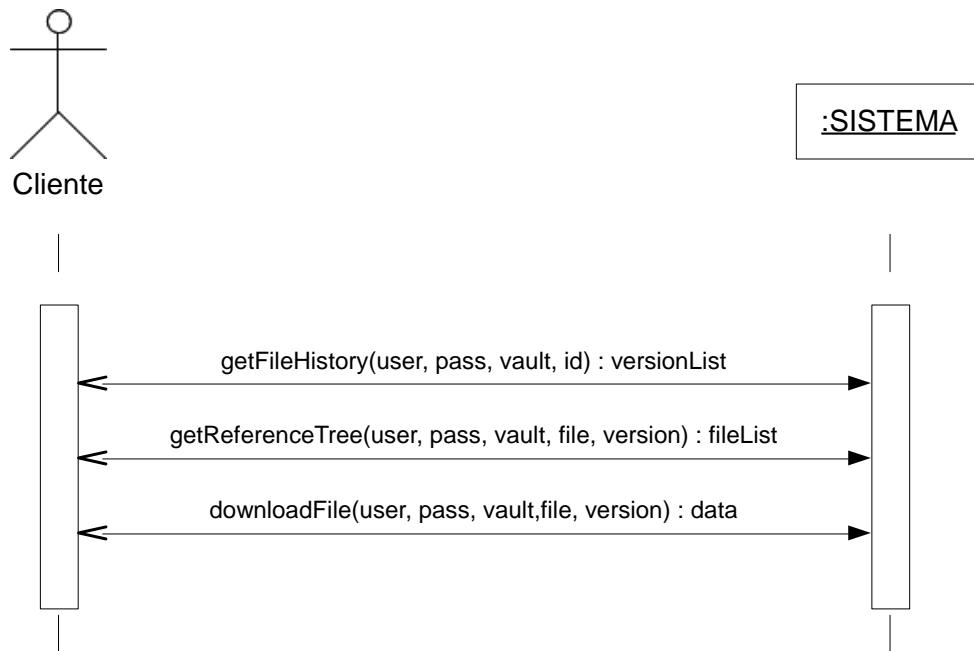 :SISTEMA
Cliente
getFileHistory(user, pass, vault, id) : versionList
getReferenceTree(user, pass, vault, file, version) : fileList
downloadFile(user, pass, vault,file, version) : data